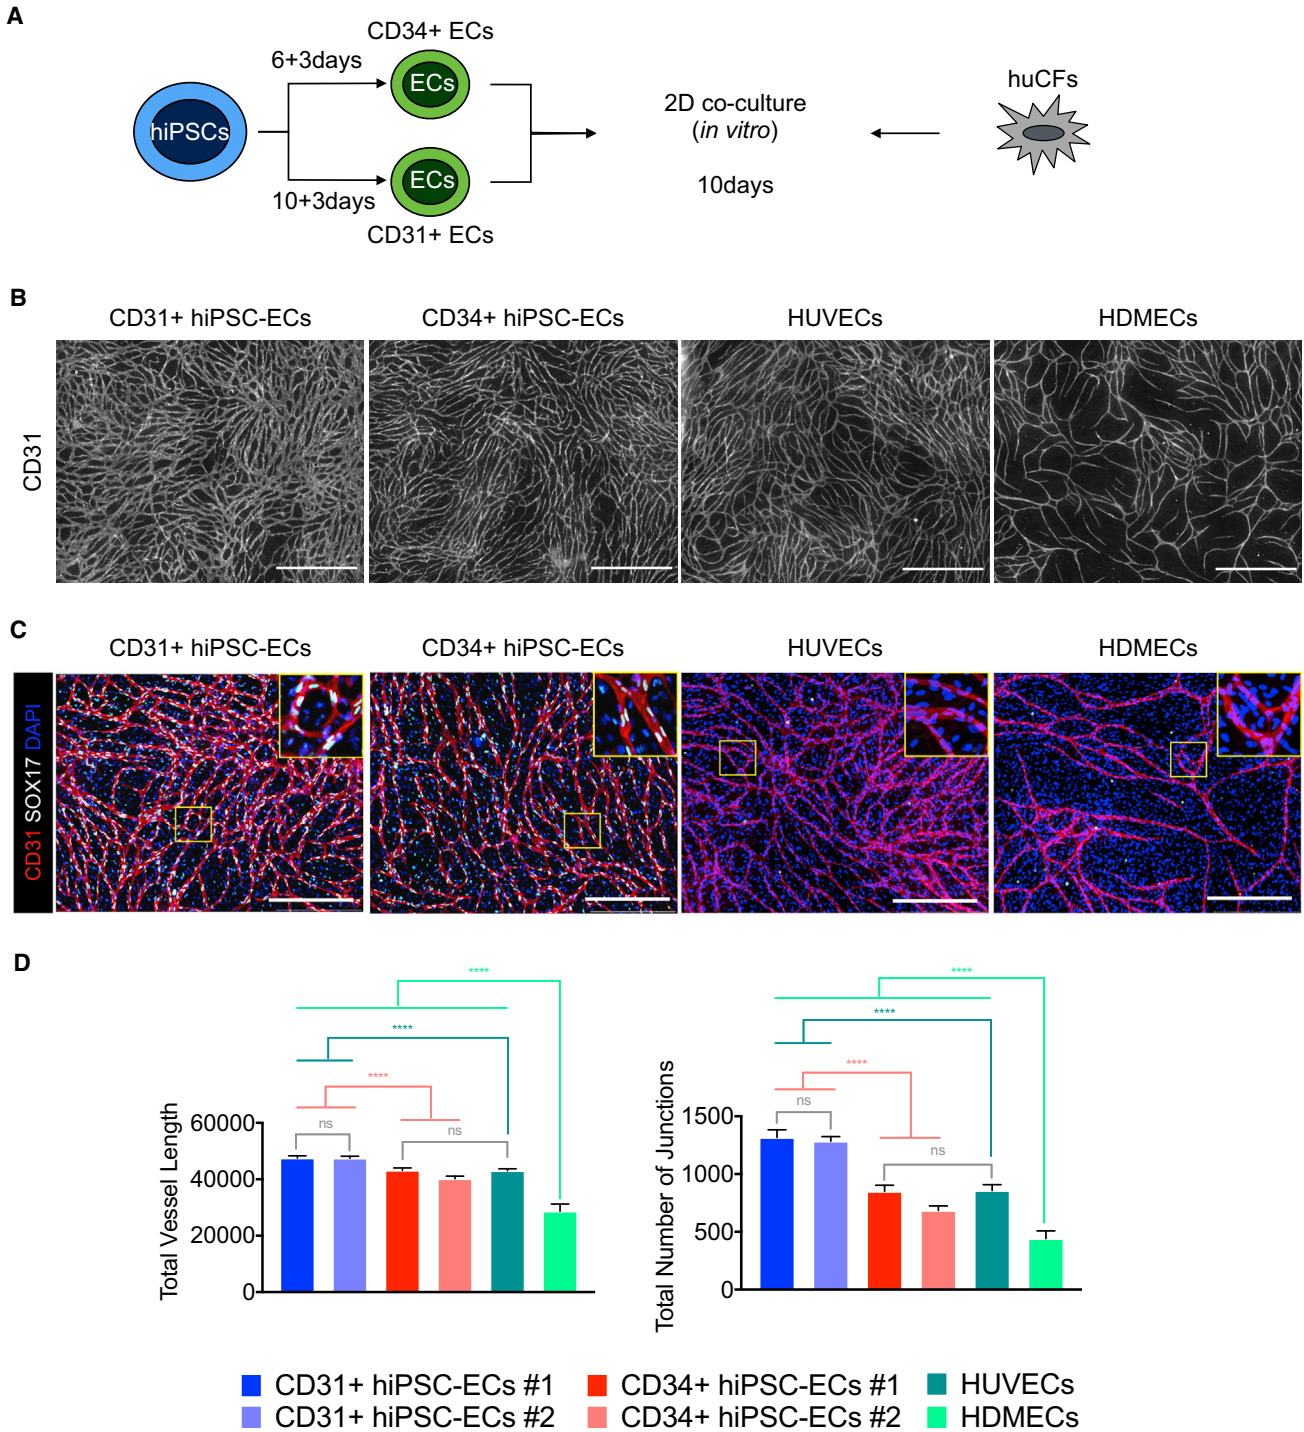 A
CD34+ ECs
6+3days
ECs
hiPSCs
2D co-culture
(in vitro)
10days
huCFs
ECs
10+3days
CD31+ ECs
B
CD31+ hiPSC-ECs
CD34+ hiPSC-ECs
HUVECs
HDMECs
CD31
C
CD31+ hiPSC-ECs
CD34+ hiPSC-ECs
HUVECs
HDMECs
CD31 SOX17 DAPI
D
****
****
****
ns
ns
Total Vessel Length
60000
40000
20000
0
****
****
****
ns
ns
Total Number of Junctions
1500
1000
500
0
CD31+ hiPSC-ECs #1
CD34+ hiPSC-ECs #1
HUVECs
CD31+ hiPSC-ECs #2
CD34+ hiPSC-ECs #2
HDMECs